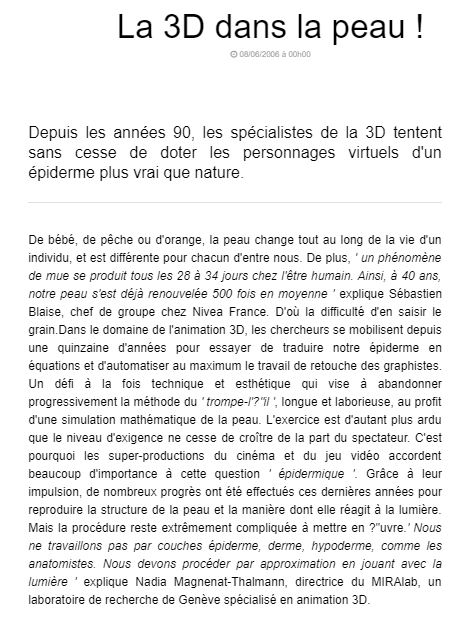 La 3D dans la peau !
08/06/2006 à 00h00
Depuis les années 90, les spécialistes de la 3D tentent
sans cesse de doter les personnages virtuels d'un
épiderme plus vrai que nature.
De bébé, de pêche ou d'orange, la peau change tout au long de la vie d'un
individu, et est différente pour chacun d'entre nous. De plus, ' un phénomène
de mue se produit tous les 28 à 34 jours chez l'être humain. Ainsi, à 40 ans,
notre peau s'est déjà renouvelée 500 fois en moyenne ' explique Sébastien
Blaise, chef de groupe chez Nivea France. D'où la difficulté d'en saisir le
grain.Dans le domaine de l'animation 3D, les chercheurs se mobilisent depuis
une quinzaine d'années pour essayer de traduire notre épiderme en
équations et d'automatiser au maximum le travail de retouche des graphistes.
Un défi à la fois technique et esthétique qui vise à abandonner
progressivement la méthode du ' trompe-l'?"il ', longue et laborieuse, au profit
d'une simulation mathématique de la peau. L'exercice est d'autant plus ardu
que le niveau d'exigence ne cesse de croître de la part du spectateur. C'est
pourquoi les super-productions du cinéma et du jeu vidéo accordent
beaucoup d'importance à cette question ' épidermique '. Grâce à leur
impulsion, de nombreux progrès ont été effectués ces dernières années pour
reproduire la structure de la peau et la manière dont elle réagit à la lumière.
Mais la procédure reste extrêmement compliquée à mettre en ?"uvre.' Nous
ne travaillons pas par couches épiderme, derme, hypoderme, comme les
anatomistes. Nous devons procéder par approximation en jouant avec la
lumière ' explique Nadia Magnenat-Thalmann, directrice du MIRAlab, un
laboratoire de recherche de Genève spécialisé en animation 3D.